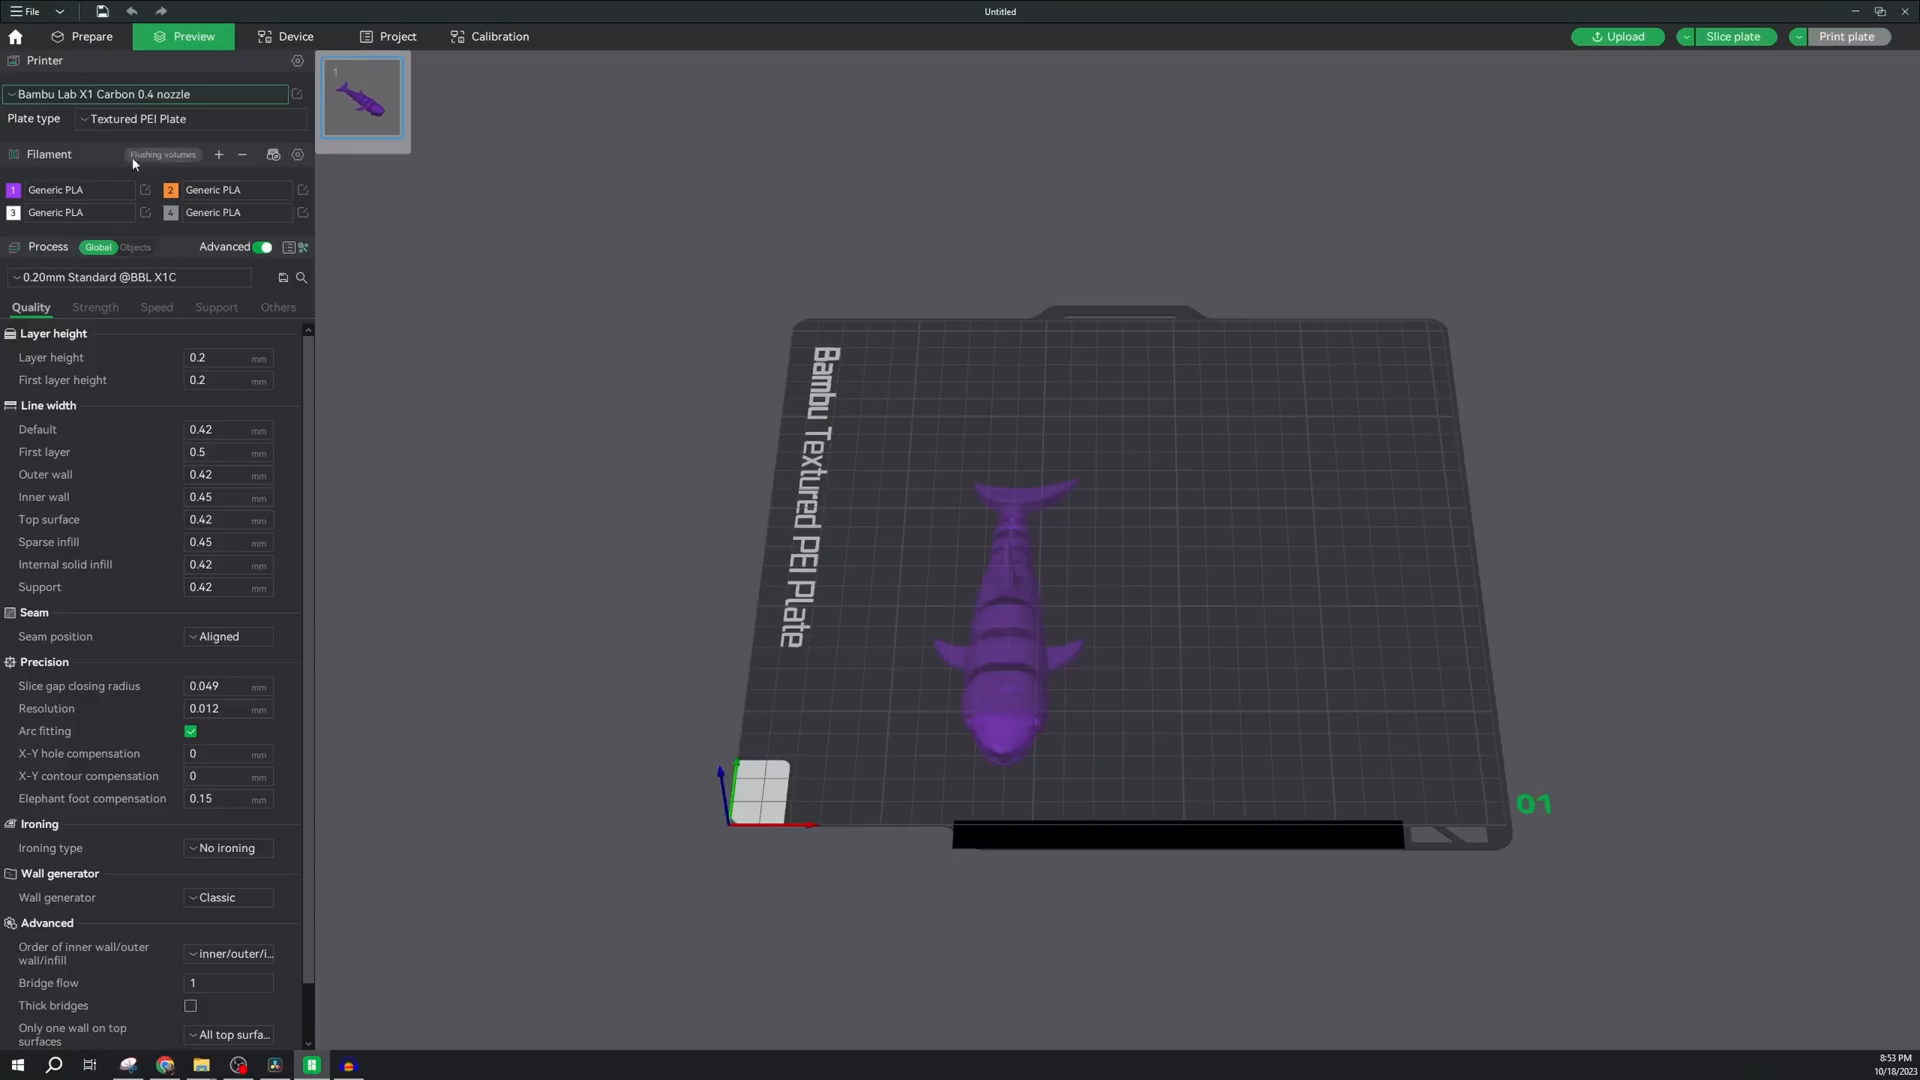 File
Untitled
Prepare
Preview
Device
Project
Calibration
Upload
Slice plate
Print plate
Printer
Bambu Lab X1 Carbon 0.4 nozzle
Plate type
Textured PEI Plate
Filament
Flushing volumes
1 Generic PLA
2 Generic PLA
3 Generic PLA
4 Generic PLA
Process
Global
Objects
Advanced
0.20mm Standard @BBL X1C
Quality
Strength
Speed
Support
Others
Layer height
Layer height 0.2 mm
First layer height 0.2 mm
Line width
Default 0.42 mm
First layer 0.5 mm
Outer wall 0.42 mm
Inner wall 0.45 mm
Top surface 0.42 mm
Sparse infill 0.45 mm
Internal solid infill 0.42 mm
Support 0.42 mm
Seam
Seam position Aligned
Precision
Slice gap closing radius 0.049 mm
Resolution 0.012 mm
Arc fitting
X-Y hole compensation 0 mm
X-Y contour compensation 0 mm
Elephant foot compensation 0.15 mm
Ironing
Ironing type No ironing
Wall generator
Wall generator Classic
Advanced
Order of inner wall/outer
wall/infill
inner/outer/i...
Bridge flow 1
Thick bridges
Only one wall on top
surfaces
All top surfa...
1
Bambu Textured PEI Plate
01
8:53 PM
10/18/2023